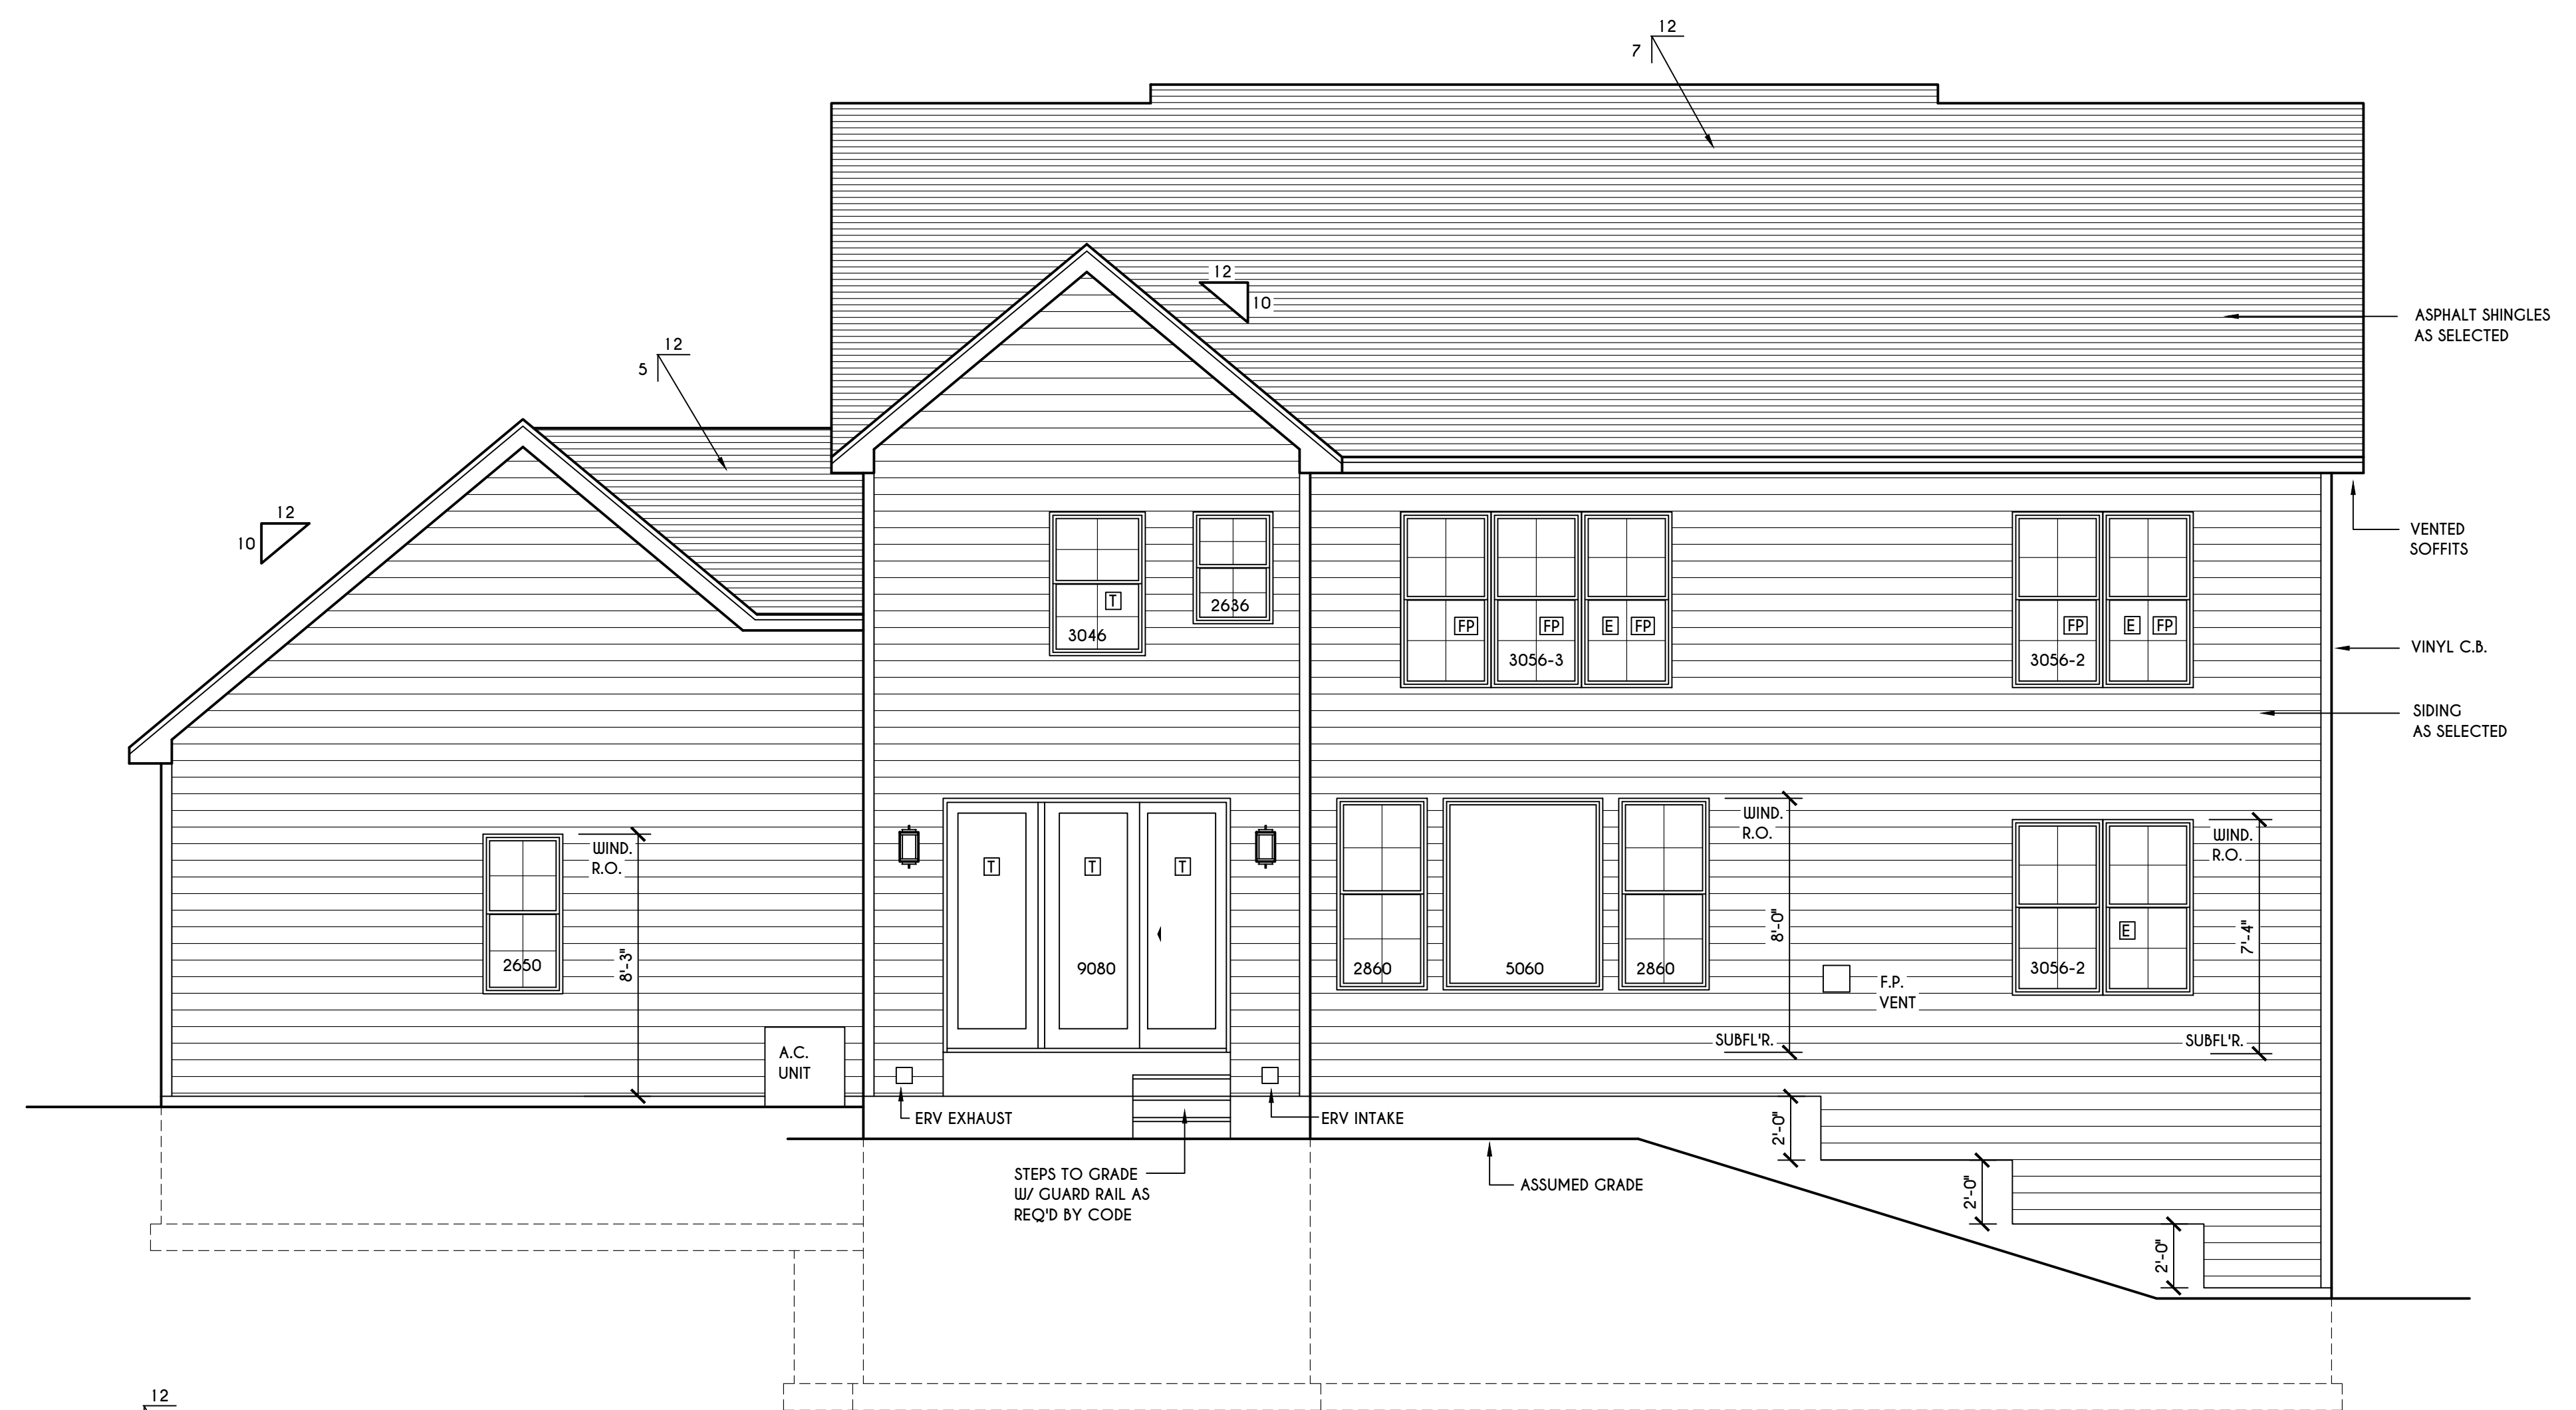 12
7
12
10
ASPHALT SHINGLES
AS SELECTED
12
5
12
10
VENTED
SOFFITS
T
3046
2636
FP
FP
E
FP
3056-3
FP
E
FP
3056-2
VINYL C.B.
SIDING
AS SELECTED
WIND.
R.O.
8'-3"
2650
T
T
T
9080
2860
5060
2860
WIND.
R.O.
8'-0"
SUBFL'R.
F.P.
VENT
E
3056-2
WIND.
R.O.
7'-4"
SUBFL'R.
A.C.
UNIT
ERV EXHAUST
ERV INTAKE
STEPS TO GRADE
W/ GUARD RAIL AS
REQ'D BY CODE
ASSUMED GRADE
2'-0"
2'-0"
2'-0"
12